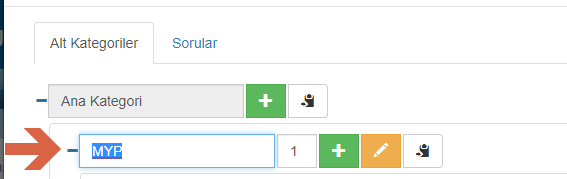 Alt Kategoriler Sorular
Ana Kategori
MYP 1